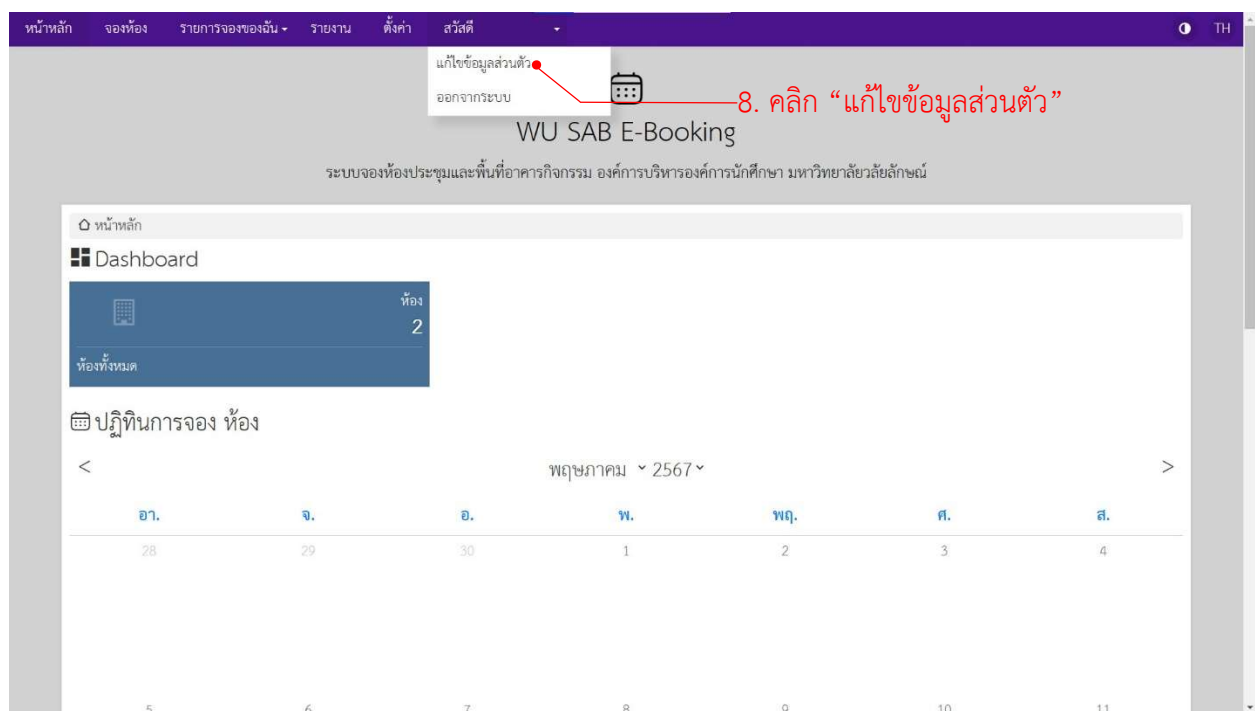 หน้าหลัก จองห้อง รายการจองของฉัน รายงาน ตั้งค่า สวัสดี TH
แก้ไขข้อมูลส่วนตัว
ออกจากระบบ
8. คลิก “แก้ไขข้อมูลส่วนตัว”
WU SAB E-Booking
ระบบจองห้องประชุมและพื้นที่อาคารกิจกรรม องค์การบริหารองค์การนักศึกษา มหาวิทยาลัยวลัยลักษณ์
หน้าหลัก
Dashboard
ห้อง
2
ห้องทั้งหมด
ปฏิทินการจอง ห้อง
< พฤษภาคม 2567 >
อา. จ. อ. พ. พฤ. ศ. ส.
28 29 30 1 2 3 4
5 6 7 8 9 10 11